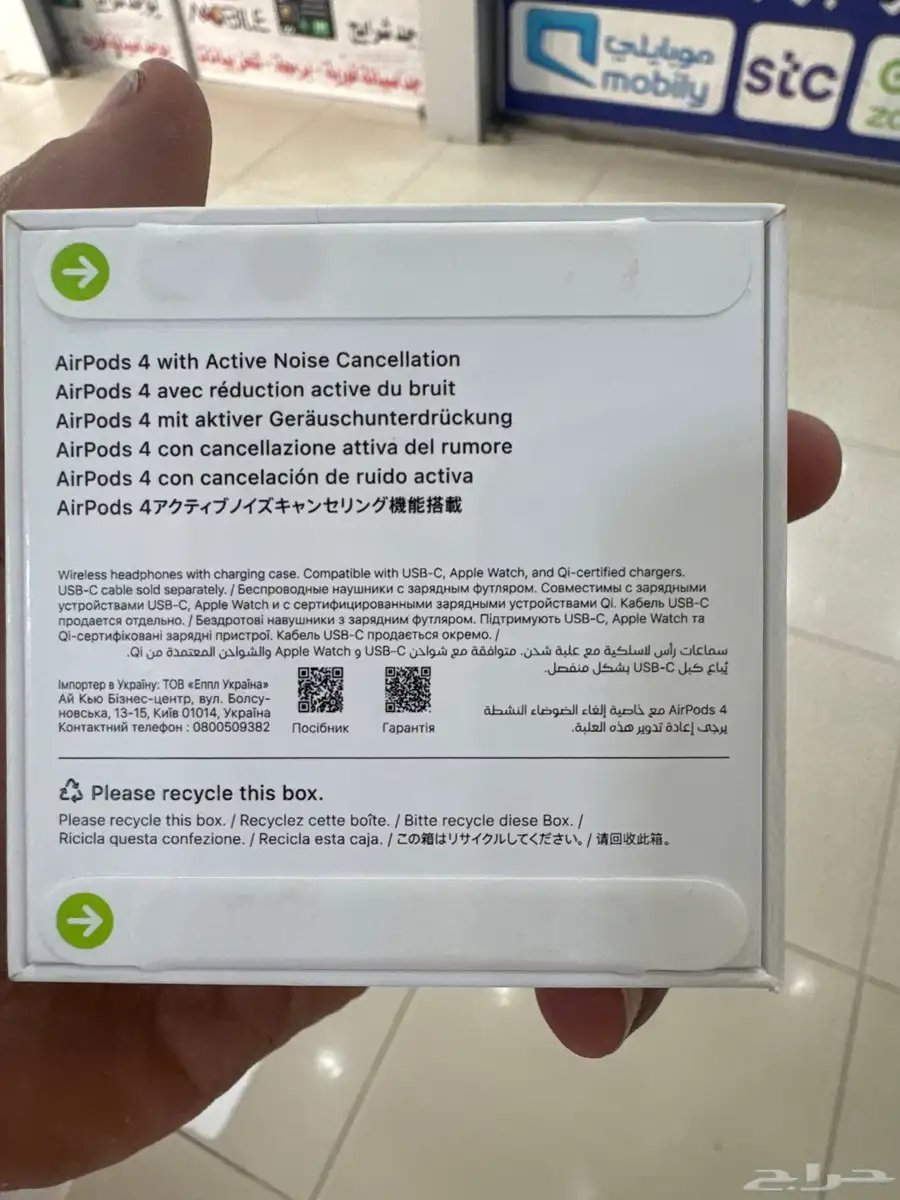 MOBILE
موبايلي
mobily
stc
AirPods 4 with Active Noise Cancellation
AirPods 4 avec réduction active du bruit
AirPods 4 mit aktiver Geräuschunterdrückung
AirPods 4 con cancellazione attiva del rumore
AirPods 4 con cancelación de ruido activa
AirPods 4アクティブノイズキャンセリング機能搭載
Wireless headphones with charging case. Compatible with USB-C, Apple Watch, and Qi-certified chargers.
USB-C cable sold separately. / Беспроводные наушники с зарядным футляром. Совместимы с зарядными
устройствами USB-C, Apple Watch и с сертифицированными зарядными устройствами Qi. Кабель USB-C
продается отдельно. / Бездротові навушники з зарядним футляром. Підтримують USB-C, Apple Watch та
Qi-сертифіковані зарядні пристрої. Кабель USB-C продається окремо. /
سماعات رأس لاسلكية مع علبة شحن. متوافقة مع شواحن USB-C و Apple Watch والشواحن المعتمدة من Qi.
يُباع كبل USB-C بشكل منفصل.
Імпортер в Україну: ТОВ «Еппл Україна»
Ай Кью Бізнес-центр, вул. Болсу-
новська, 13-15, Київ 01014, Україна
Контактний телефон : 0800509382
Посібник
Гарантія
AirPods 4 مع خاصية إلغاء الضوضاء النشطة
يرجى إعادة تدوير هذه العلبة.
Please recycle this box.
Please recycle this box. / Recyclez cette boîte. / Bitte recycle diese Box. /
Ricicla questa confezione. / Recicla esta caja. / この箱はリサイクルしてください。/ 请回收此箱。
حراج